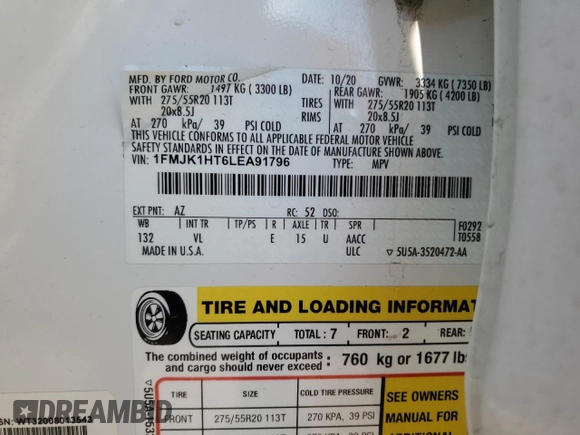 MFD. BY FORD MOTOR CO. DATE: 10/20 GVWR: 3334 KG ( 7350 LB)
FRONT GAWR: 1497 KG ( 3300 LB) REAR GAWR: 1905 KG ( 4200 LB)
WITH 275/55R20 113T TIRES WITH 275/55R20 113T
20x8.5J RIMS 20x8.5J
AT 270 kPa/ 39 PSI COLD AT 270 kPa/ 39 PSI COLD
THIS VEHICLE CONFORMS TO ALL APPLICABLE FEDERAL MOTOR VEHICLE
SAFETY STANDARDS IN EFFECT ON THE DATE OF MANUFACTURE SHOWN ABOVE.
VIN: 1FMJK1HT6LEA91796 TYPE: MPV
EXT PNT: AZ RC: 52 DSO:
WB INT TR TP/PS R AXLE TR SPR F0292
132 VL E 15 U AACC T0558
MADE IN U.S.A. ULC ▽ 5U5A-3520472-AA
TIRE AND LOADING INFORMAT
SEATING CAPACITY TOTAL : 7 FRONT: 2 REAR:
The combined weight of occupants
and cargo should never exceed : 760 kg or 1677 lbs
TIRE SIZE COLD TIRE PRESSURE SEE OWNERS
FRONT 275/55R20 113T 270 KPA, 39 PSI MANUAL FOR
SN: WT32008013543
DREAMBID